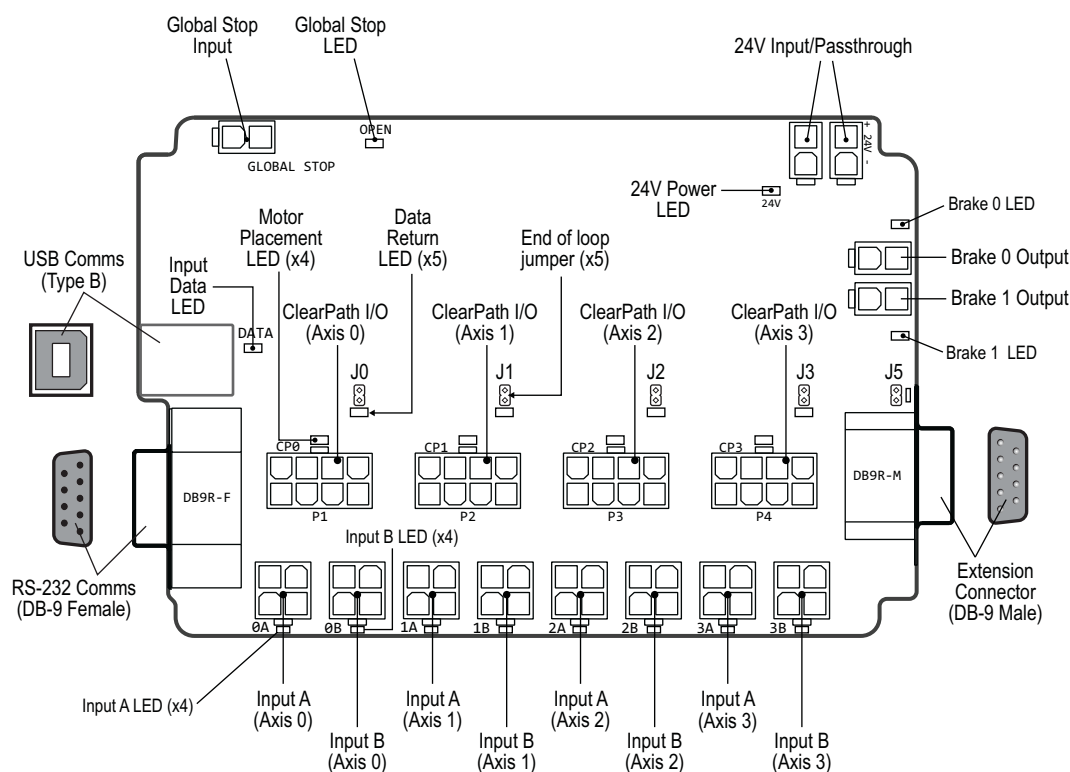 Global Stop
Input
Global Stop
LED
24V Input/Passthrough
OPEN
GLOBAL STOP
+ 24V -
24V Power
LED
24V
Brake 0 LED
Brake 0 Output
Brake 1 Output
Brake 1 LED
Motor
Placement
LED (x4)
Data
Return
LED (x5)
End of loop
jumper (x5)
USB Comms
(Type B)
Input
Data
LED
DATA
ClearPath I/O
(Axis 0)
ClearPath I/O
(Axis 1)
ClearPath I/O
(Axis 2)
ClearPath I/O
(Axis 3)
J0
J1
J2
J3
J5
CP0
CP1
CP2
CP3
DB9R-F
DB9R-M
P1
P2
P3
P4
Input B LED (x4)
RS-232 Comms
(DB-9 Female)
Extension
Connector
(DB-9 Male)
0A
0B
1A
1B
2A
2B
3A
3B
Input A LED (x4)
Input A
(Axis 0)
Input B
(Axis 0)
Input A
(Axis 1)
Input B
(Axis 1)
Input A
(Axis 2)
Input B
(Axis 2)
Input A
(Axis 3)
Input B
(Axis 3)